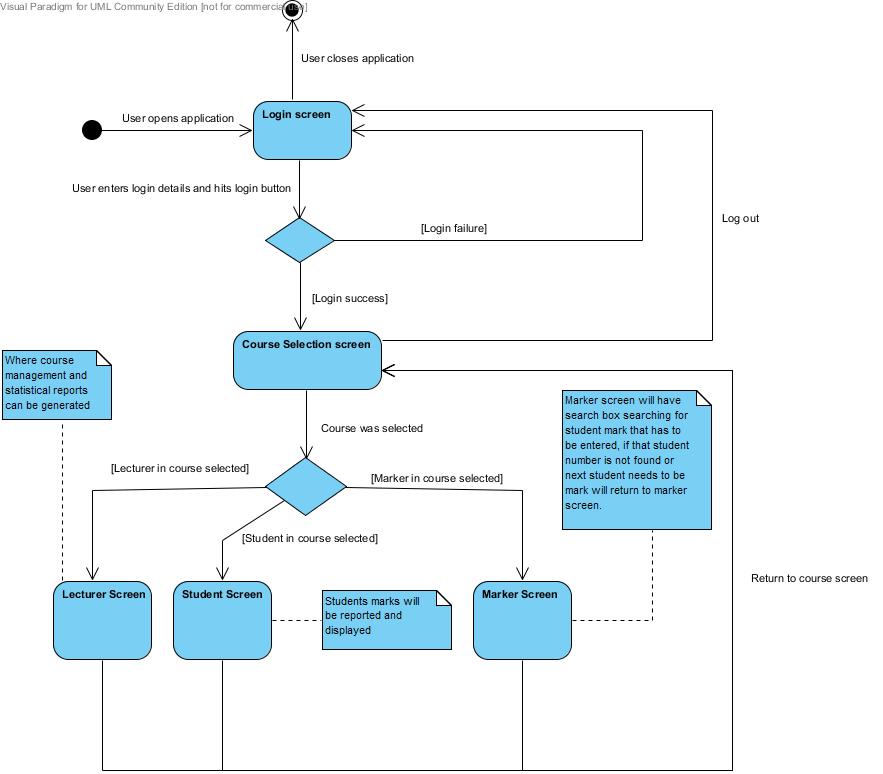 Visual Paradigm for UML Community Edition [not for commercial use]
User closes application
User opens application
Login screen
User enters login details and hits login button
[Login failure]
Log out
[Login success]
Course Selection screen
Where course
management and
statistical reports
can be generated
Marker screen will have
search box searching for
student mark that has to
be entered, if that student
number is not found or
next student needs to be
mark will return to marker
screen.
Course was selected
[Lecturer in course selected]
[Marker in course selected]
[Student in course selected]
Return to course screen
Lecturer Screen
Student Screen
Students marks will
be reported and
displayed
Marker Screen